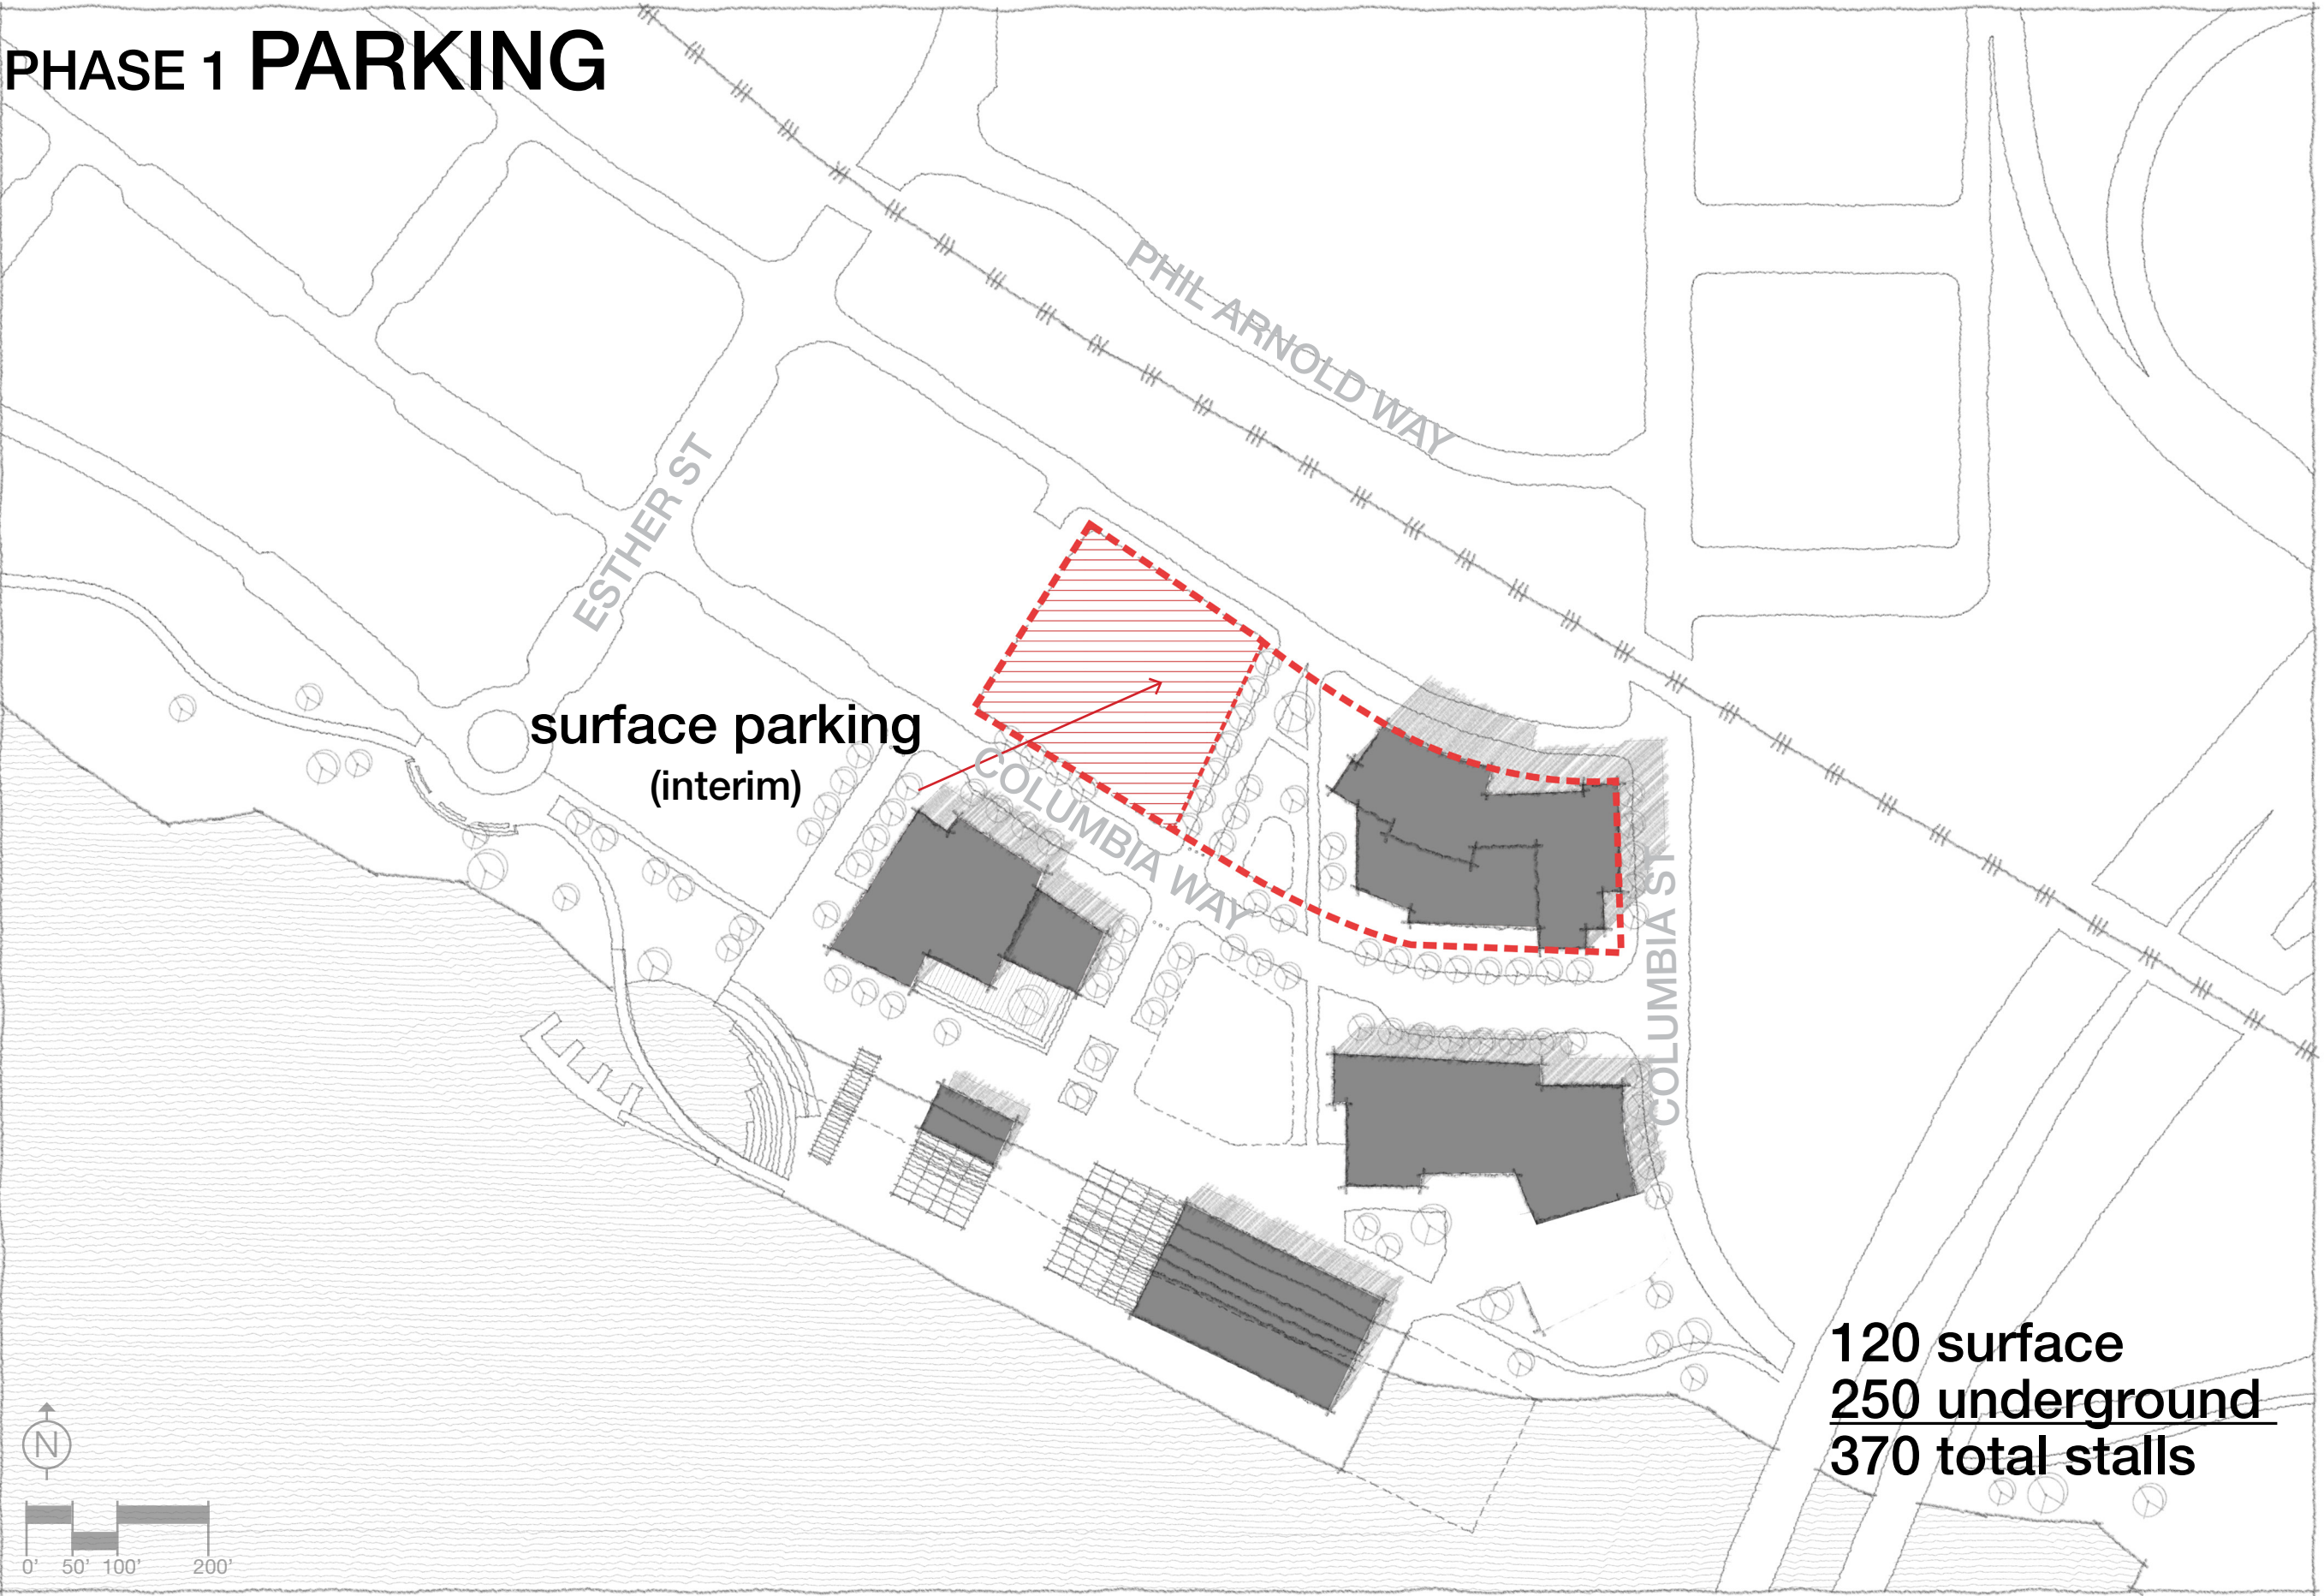 PHASE 1 PARKING
PHIL ARNOLD WAY
ESTHER ST
surface parking
(interim)
COLUMBIA WAY
COLUMBIA ST
120 surface
250 underground
370 total stalls
N
0' 50' 100' 200'